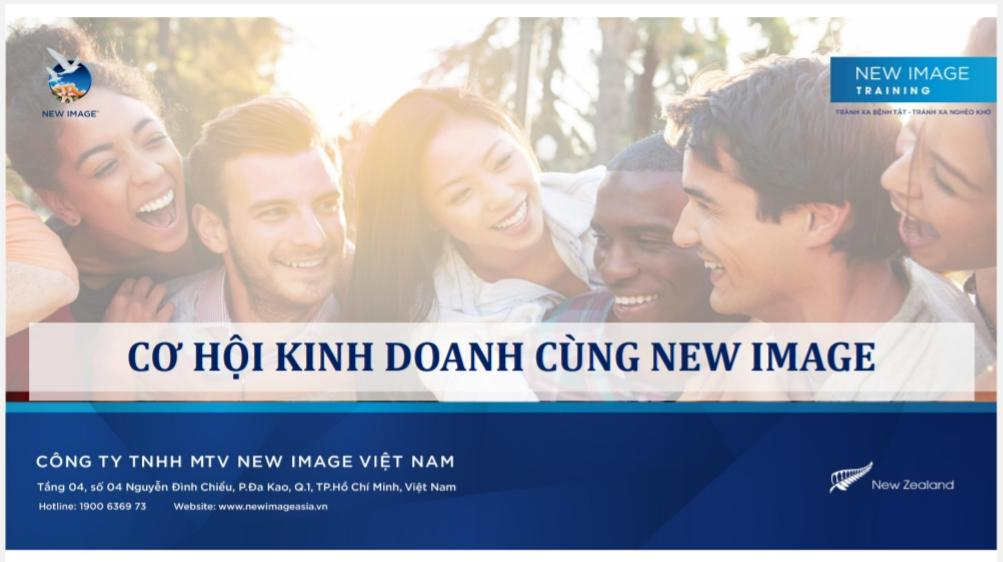 NEW IMAGE™
NEW IMAGE
TRAINING
TRÁNH XA BỆNH TẬT - TRÁNH XA NGHÈO KHÓ
CƠ HỘI KINH DOANH CÙNG NEW IMAGE
CÔNG TY TNHH MTV NEW IMAGE VIỆT NAM
Tầng 04, số 04 Nguyễn Đình Chiểu, P.Đa Kao, Q.1, TP.Hồ Chí Minh, Việt Nam
Hotline: 1900 6369 73 Website: www.newimageasia.vn
New Zealand